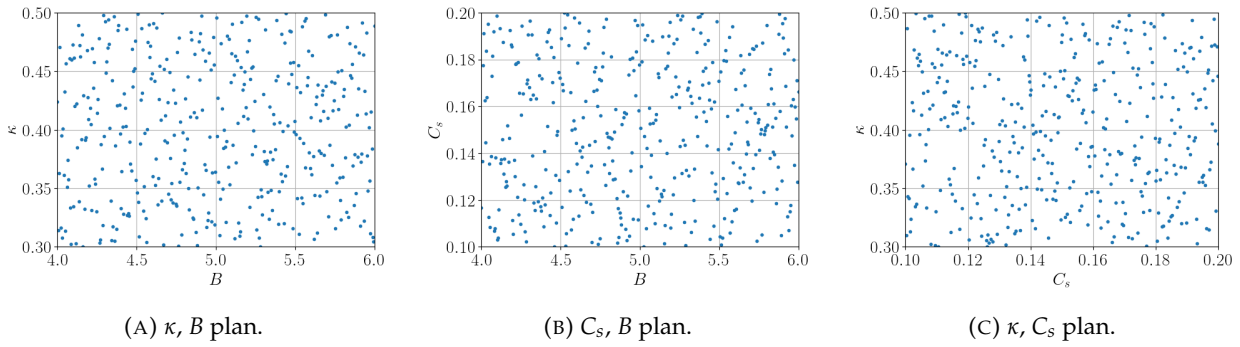 0.50
0.45
κ 0.40
0.35
0.30
4.0 4.5 5.0 5.5 6.0
B
(A) κ, B plan.
0.20
0.18
0.16
C_s
0.14
0.12
0.10
4.0 4.5 5.0 5.5 6.0
B
(B) C_s, B plan.
0.50
0.45
κ 0.40
0.35
0.30
0.10 0.12 0.14 0.16 0.18 0.20
C_s
(C) κ, C_s plan.